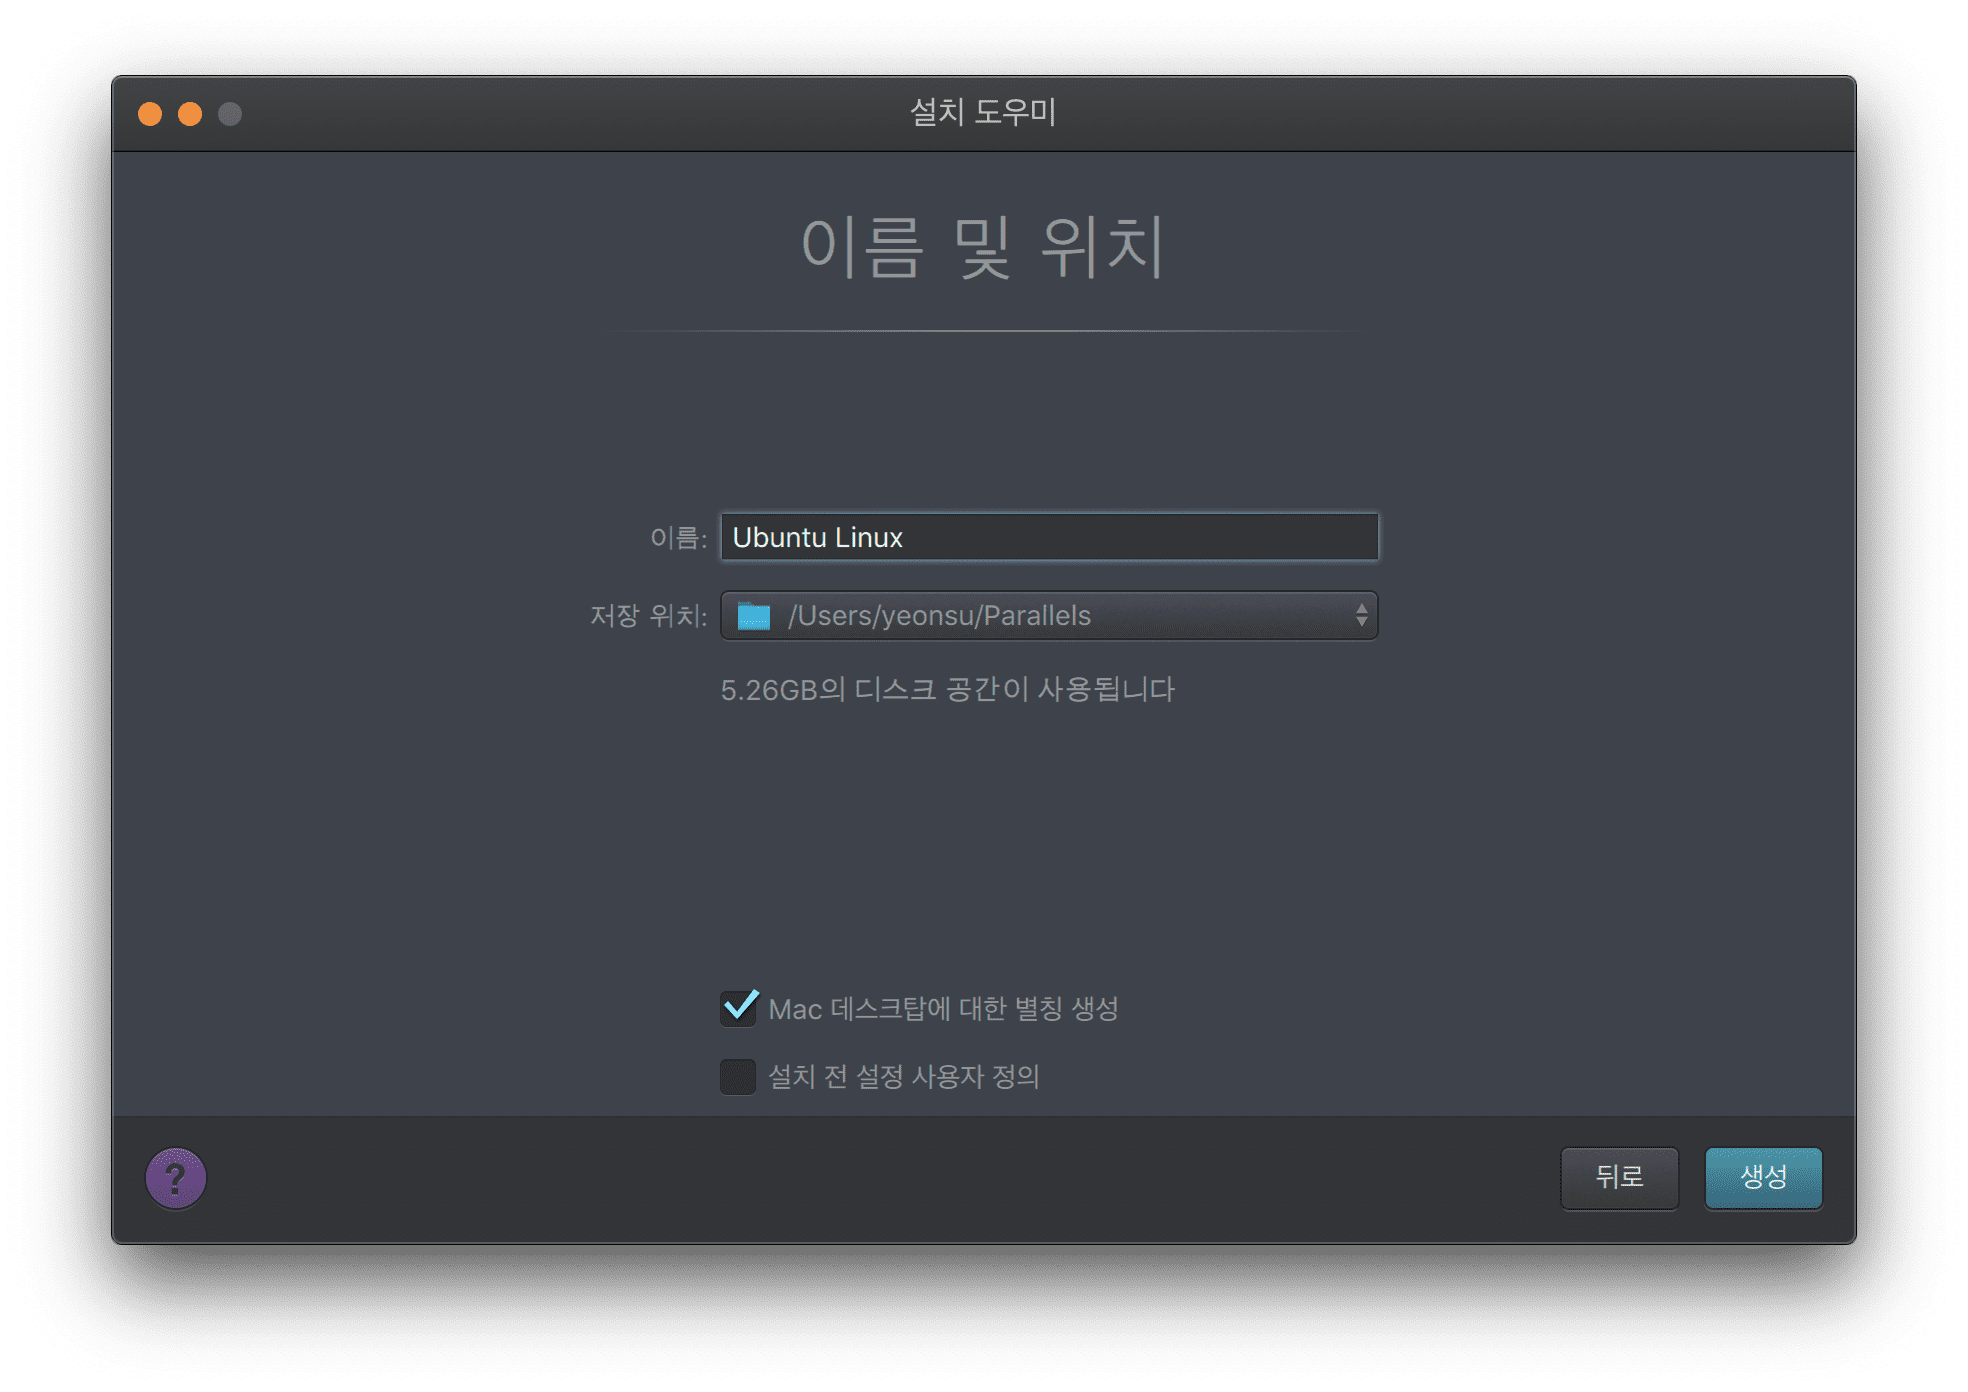 설치 도우미
이름 및 위치
이름: Ubuntu Linux
저장 위치: /Users/yeonsu/Parallels
5.26GB의 디스크 공간이 사용됩니다
Mac 데스크탑에 대한 별칭 생성
설치 전 설정 사용자 정의
? 뒤로 생성